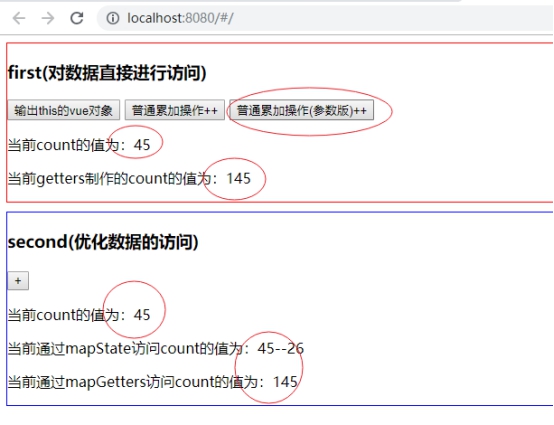 localhost:8080/#/
first(对数据直接进行访问)
输出this的vue对象 普通累加操作++ 普通累加操作(参数版)++
当前count的值为：45
当前getters制作的count的值为：145
second(优化数据的访问)
+
当前count的值为：45
当前通过mapState访问count的值为：45--26
当前通过mapGetters访问count的值为：145